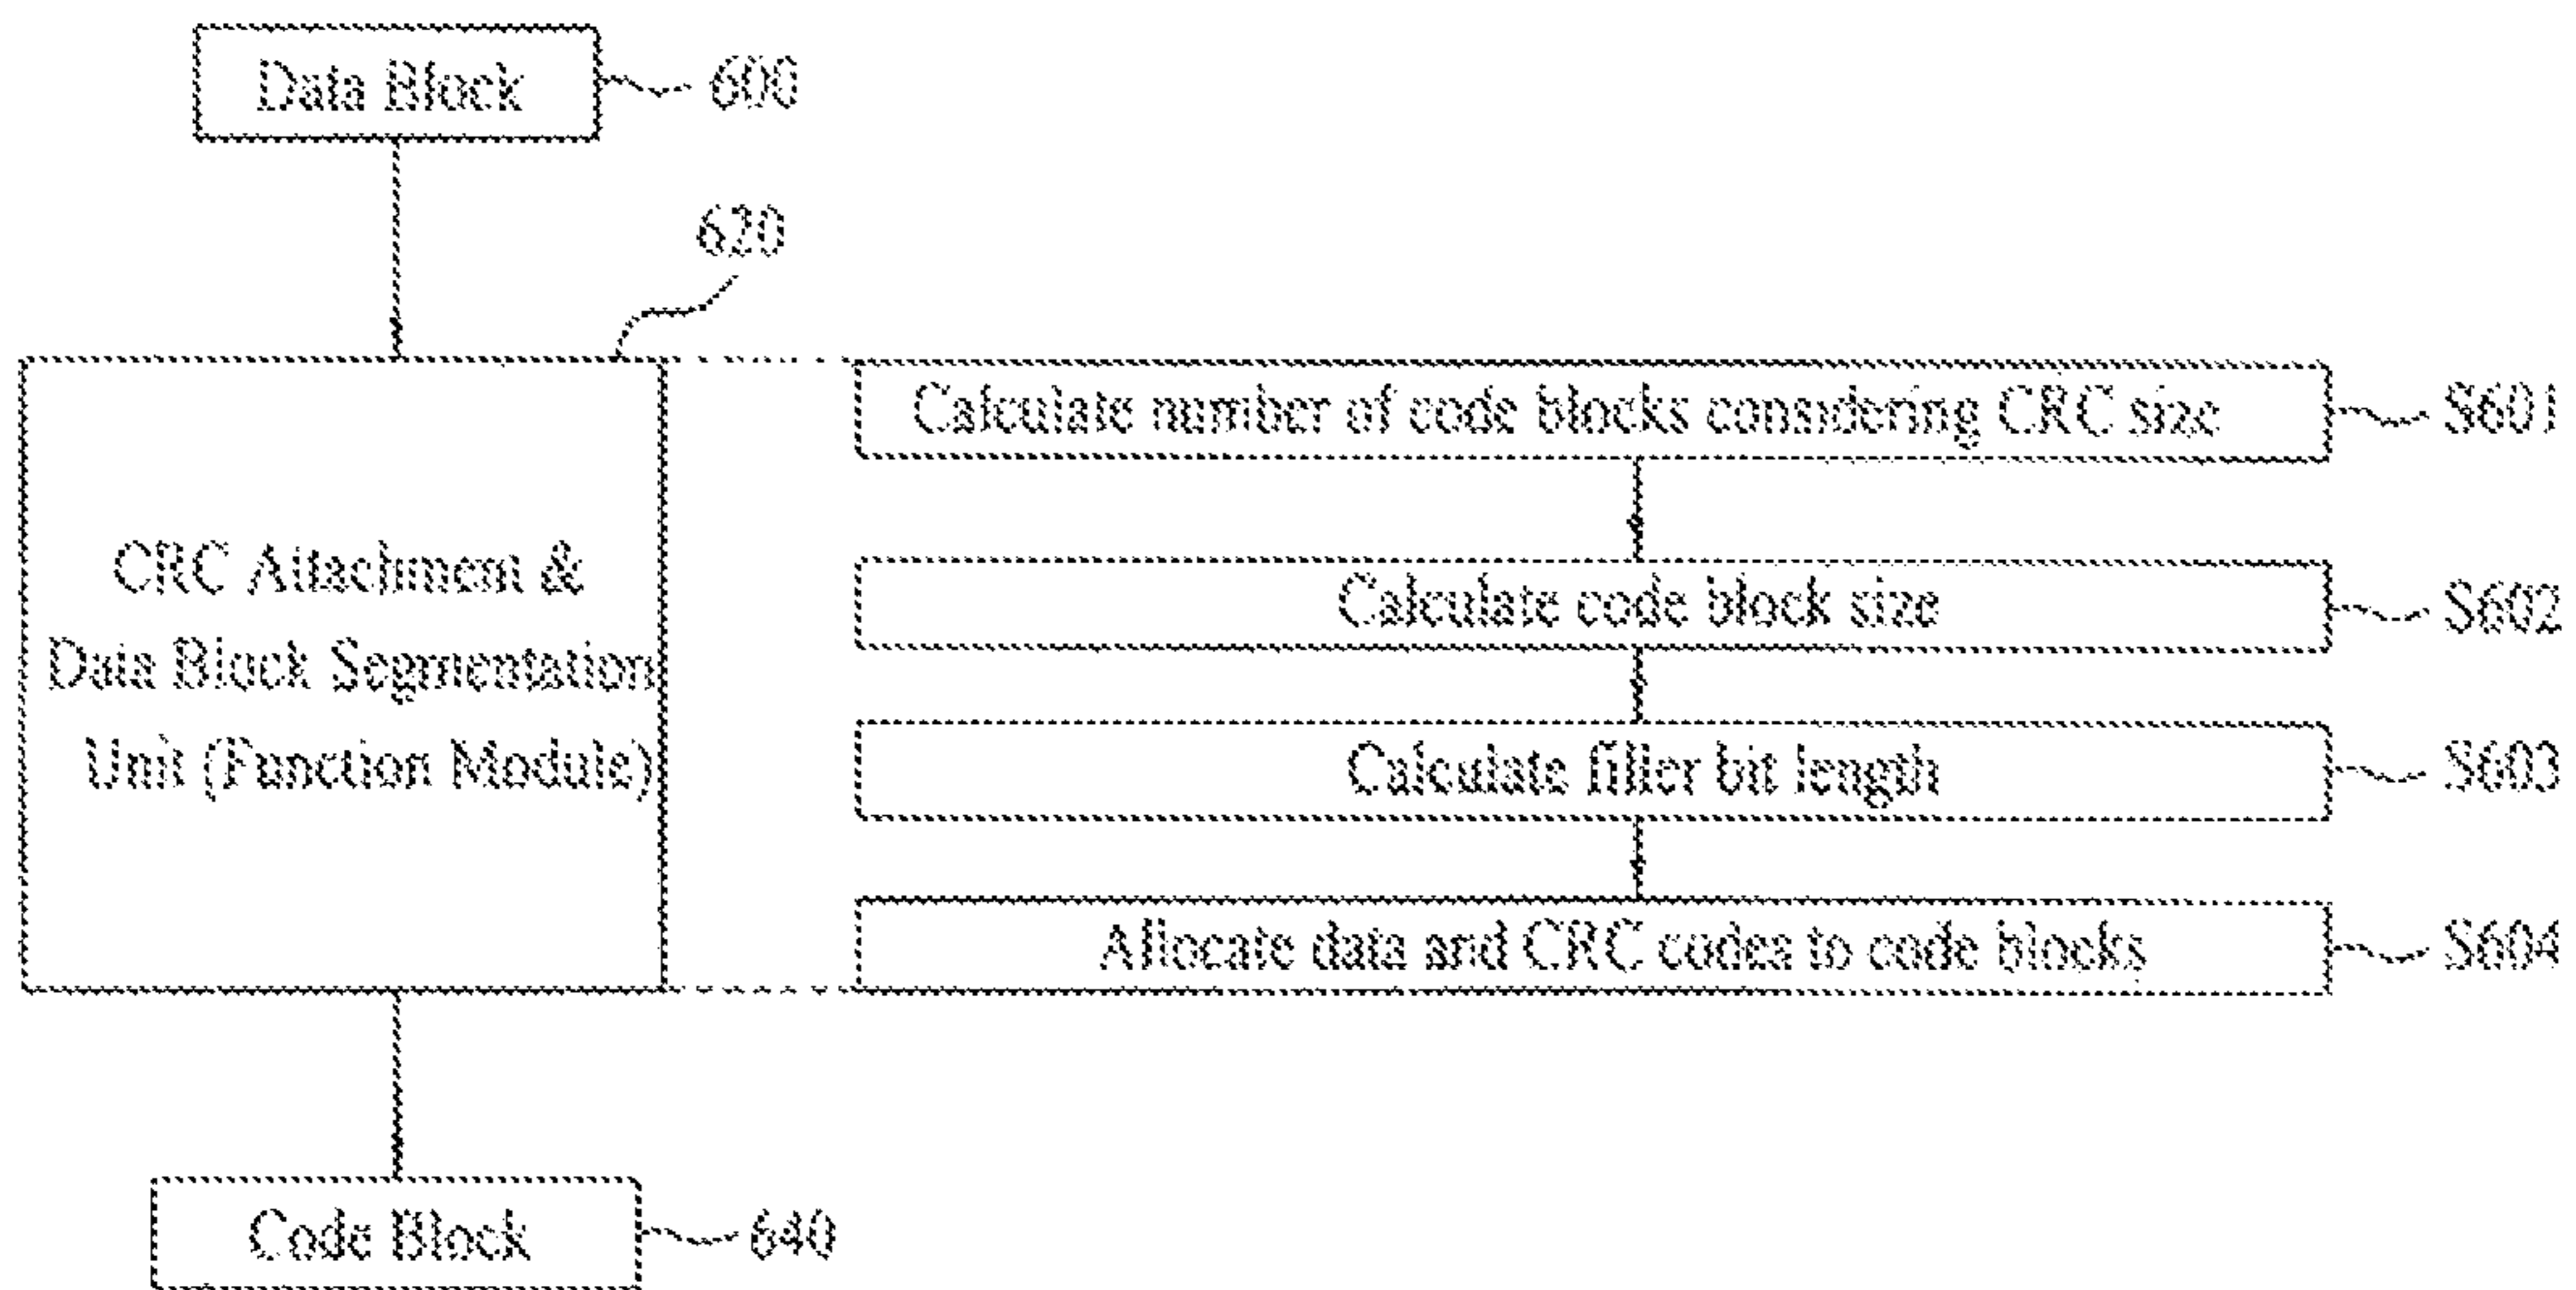 Data Block
600
620
CRC Attachment &
Data Block Segmentation
Unit (Function Module)
Calculate number of code blocks considering CRC size
S601
Calculate code block size
S602
Calculate filler bit length
S603
Allocate data and CRC codes to code blocks
S604
Code Block
640